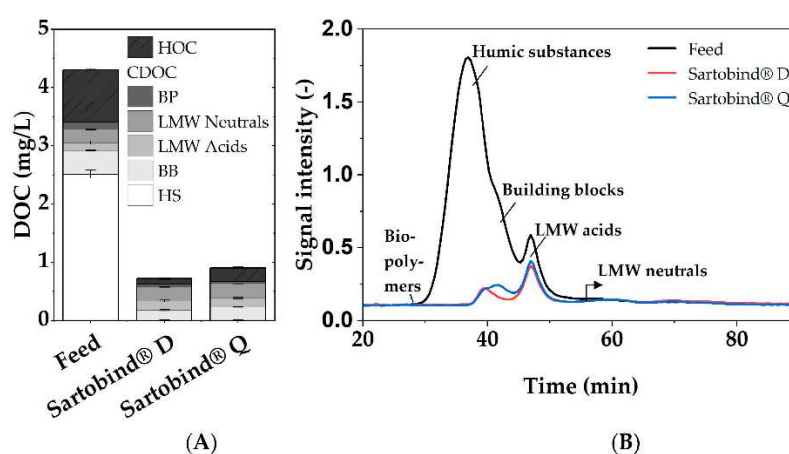 5
4
3
2
1
0
DOC (mg/L)
HOC
CDOC
BP
LMW Neutrals
LMW Acids
BB
HS
Feed
Sartobind® D
Sartobind® Q
(A)
B
2.0
1.5
1.0
0.5
0.0
Signal intensity (-)
Humic substances
Feed
Sartobind® D
Sartobind® Q
Building blocks
LMW acids
Bio-
poly-
mers
LMW neutrals
20
40
60
80
Time (min)
(B)